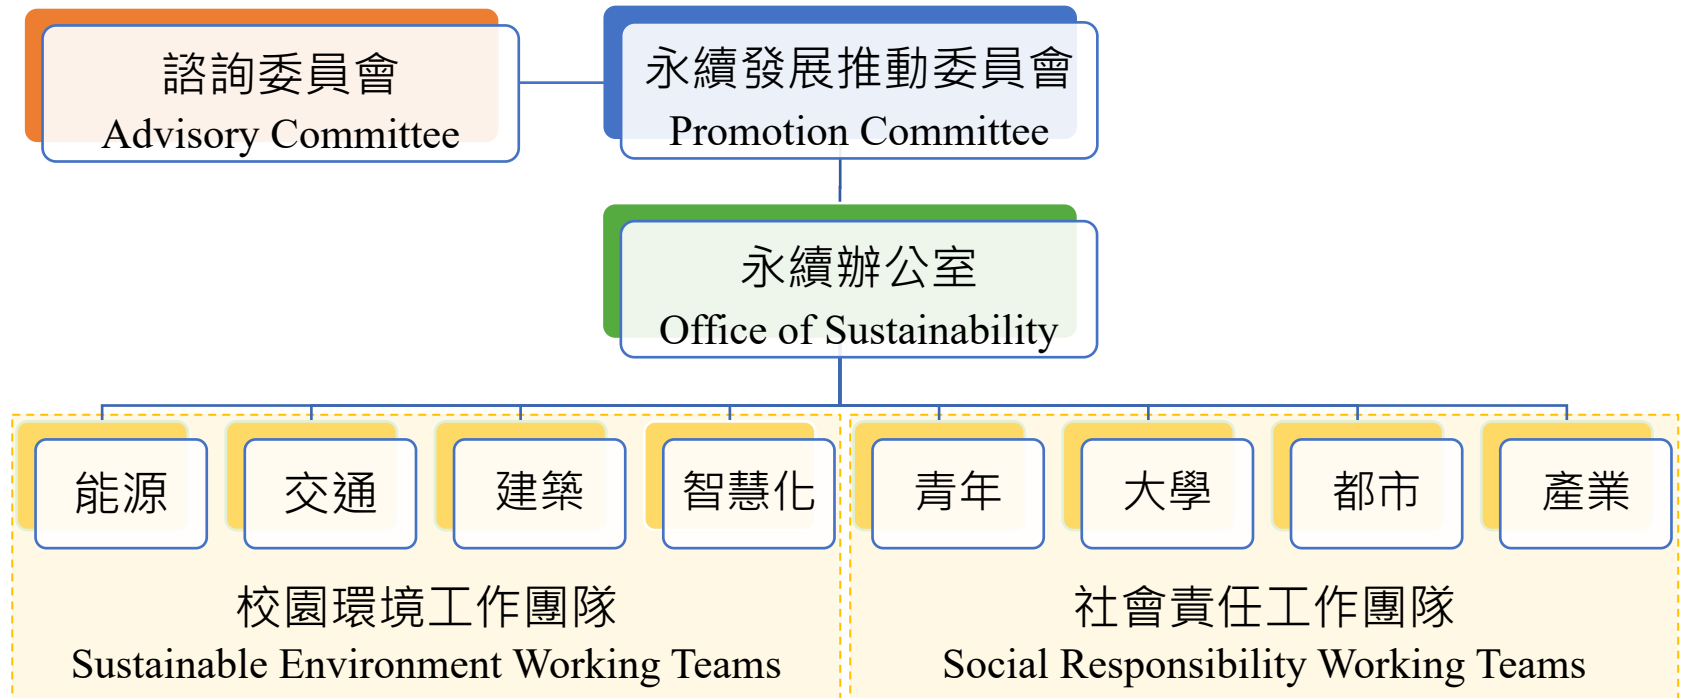 諮詢委員會
Advisory Committee
永續發展推動委員會
Promotion Committee
永續辦公室
Office of Sustainability
能源
交通
建築
智慧化
青年
大學
都市
產業
校園環境工作團隊
Sustainable Environment Working Teams
社會責任工作團隊
Social Responsibility Working Teams